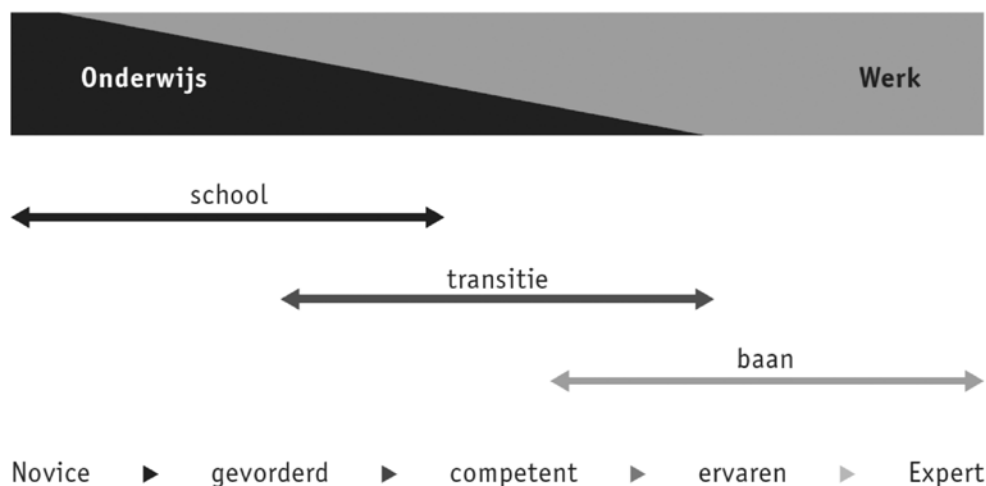 Onderwijs Werk
school
transitie
baan
Novice ▶ gevorderd ▶ competent ▶ ervaren ▶ Expert